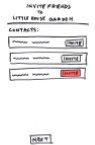 INVITE FRIENDS
TO
LITTLE HOUSE GARDEN
CONTACTS:
INVITE
INVITE
INVITE
NEXT